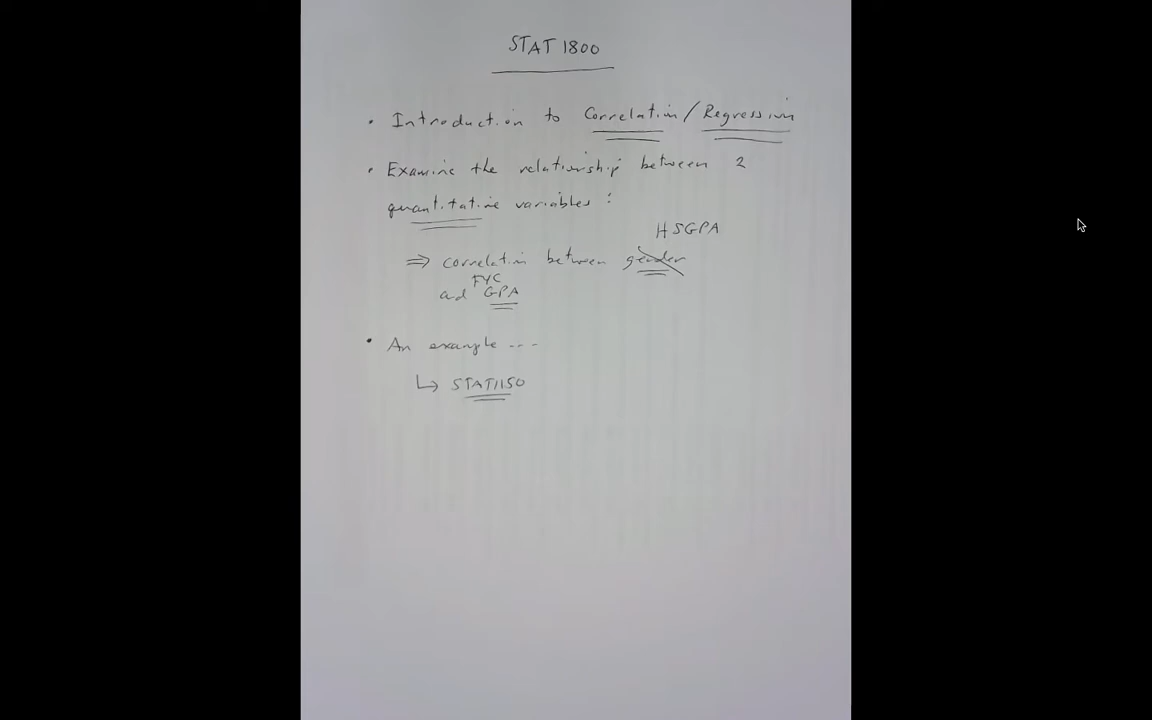 STAT 1800
• Introduction to Correlation/Regression
• Examine the relationship between 2
quantitative variables :
HSGPA
⇒ correlation between gender
FYC
and GPA
• An example ---
↳ STAT1150